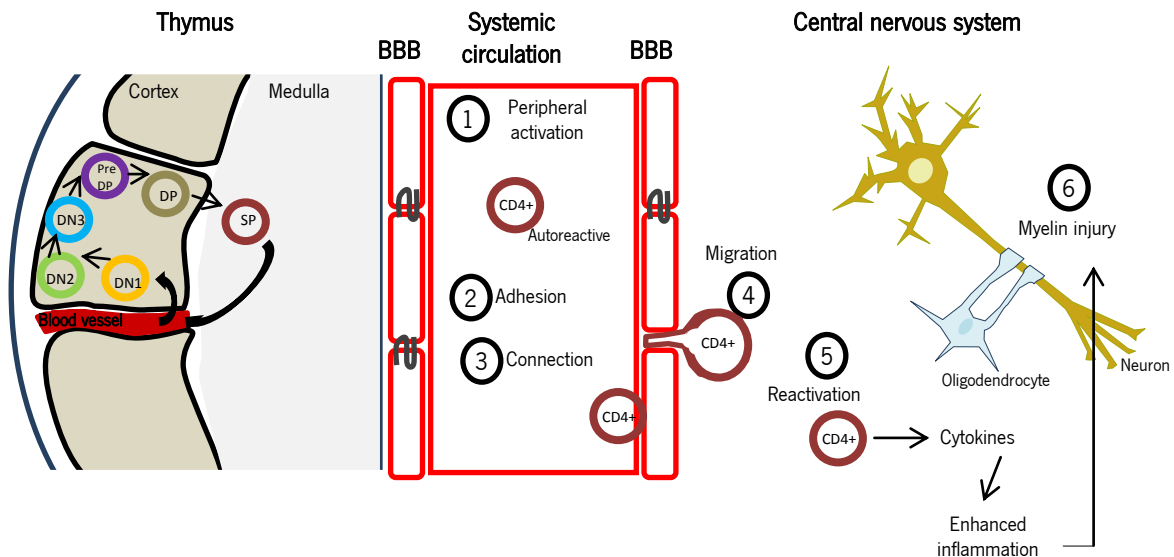 Thymus
Cortex
Medulla
Pre
DP
DP
SP
DN3
DN2
DN1
Blood vessel
Systemic
circulation
BBB
BBB
1
Peripheral
activation
CD4+
Autoreactive
2
Adhesion
3
Connection
CD4+
Central nervous system
Migration
4
CD4+
5
Reactivation
CD4+
Cytokines
Enhanced
inflammation
6
Myelin injury
Oligodendrocyte
Neuron